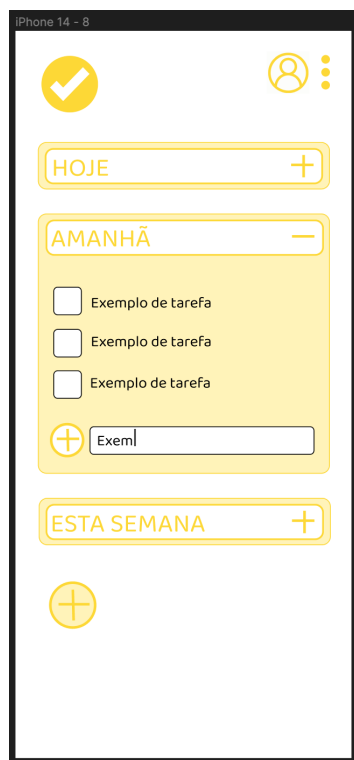 iPhone 14 - 8
HOJE
AMANHÃ
Exemplo de tarefa
Exemplo de tarefa
Exemplo de tarefa
Exem
ESTA SEMANA